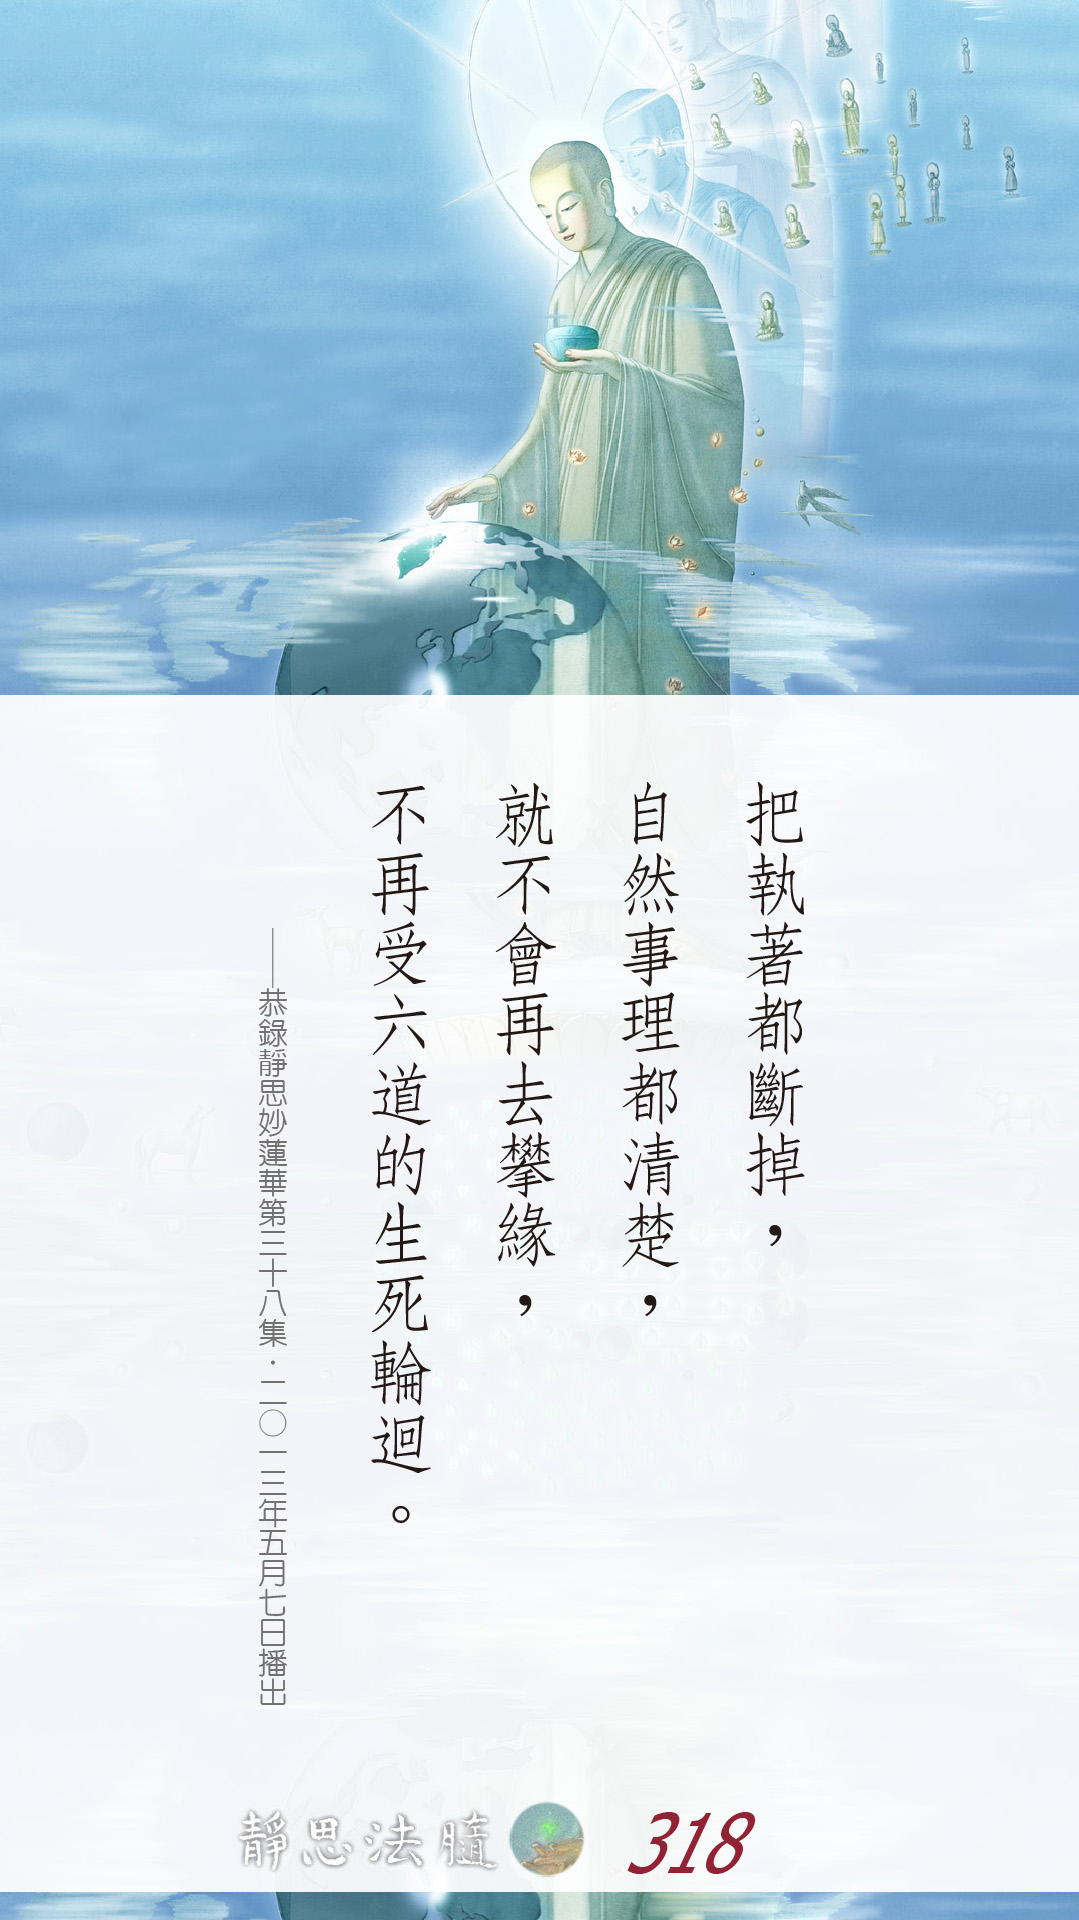 把執著都斷掉，
自然事理都清楚，
就不會再去攀緣，
不再受六道的生死輪迴。
——恭錄靜思妙蓮華第三十八集．二〇一三年五月七日播出
靜思法髓
318